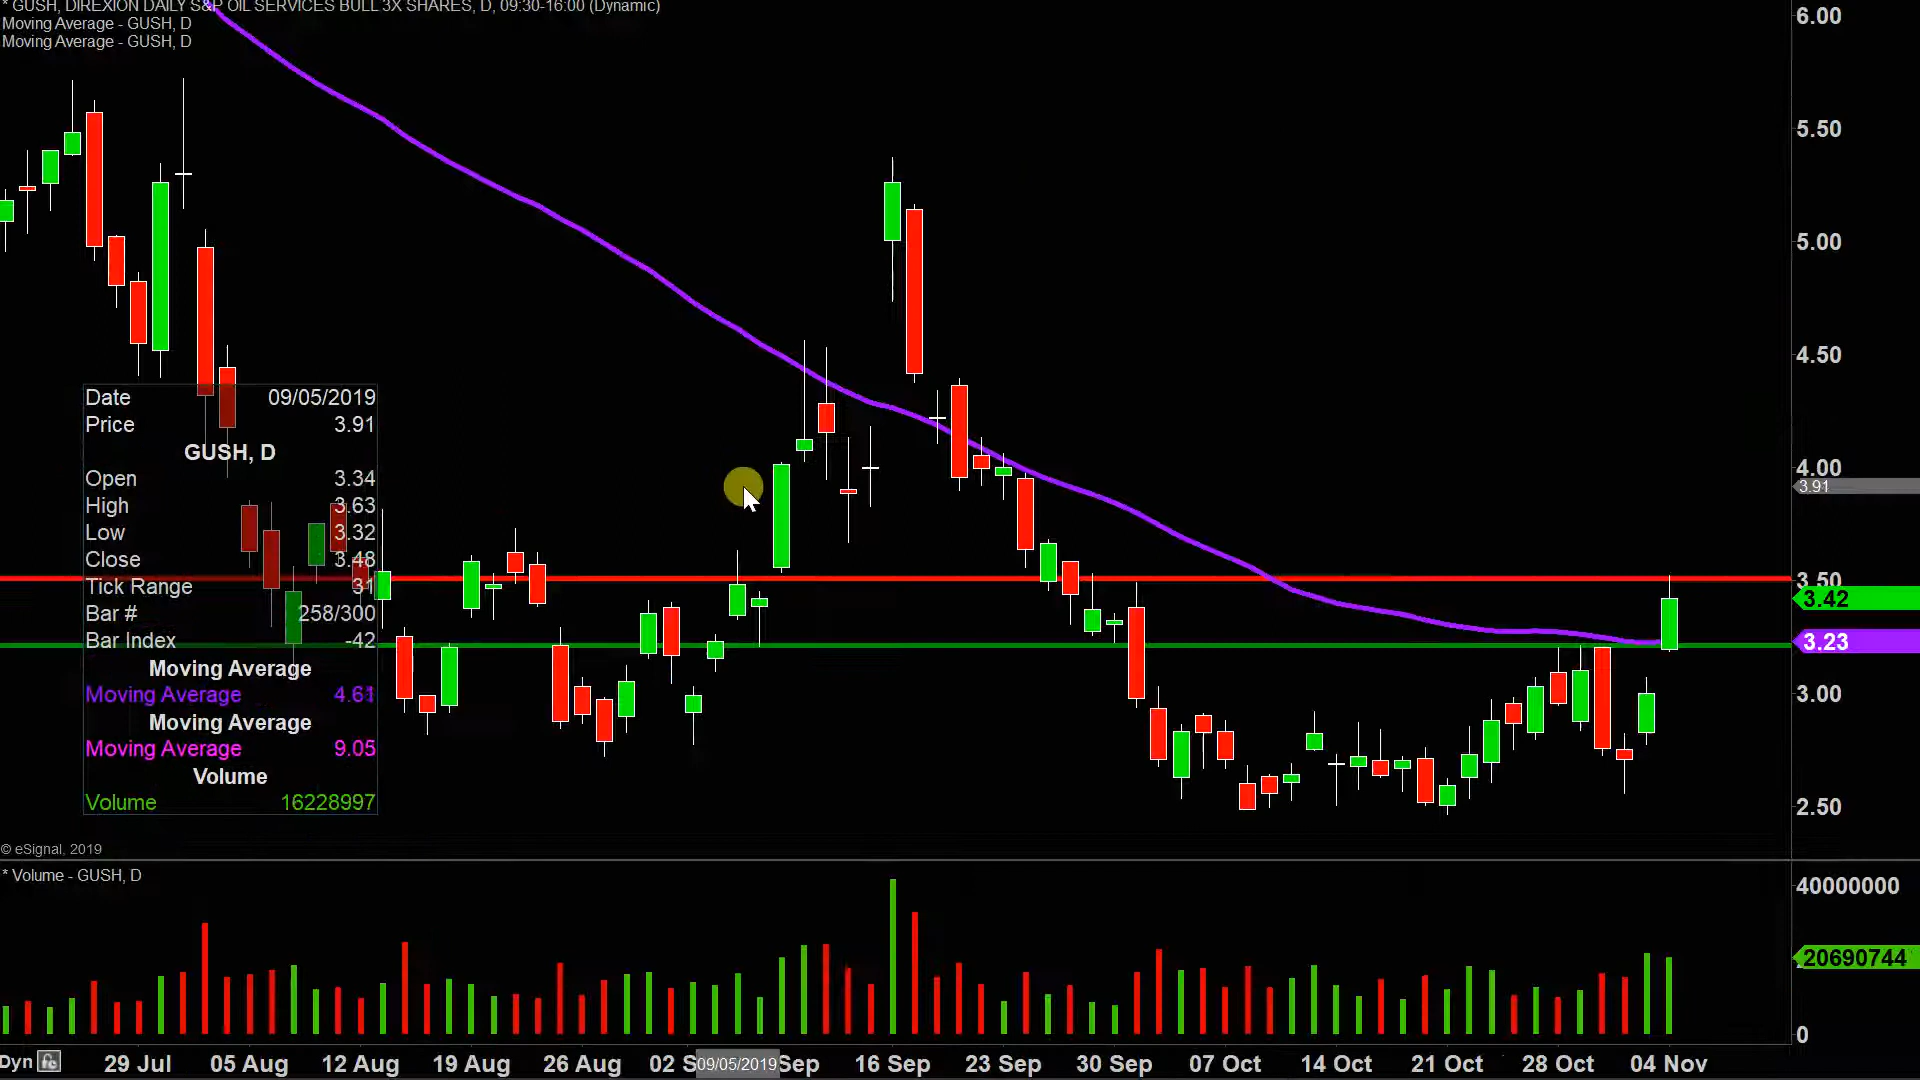 * GUSH, DIREXION DAILY S&P OIL SERVICES BULL 3X SHARES, D, 09:30-16:00 (Dynamic)
Moving Average - GUSH, D
Moving Average - GUSH, D
6.00
5.50
5.00
4.50
4.00
3.91
3.50
3.42
3.23
3.00
2.50
Date 09/05/2019
Price 3.91
GUSH, D
Open 3.34
High 3.63
Low 3.32
Close 3.48
Tick Range 31
Bar # 258/300
Bar Index -42
Moving Average
Moving Average 4.61
Moving Average
Moving Average 9.05
Volume
Volume 16228997
© eSignal, 2019
* Volume - GUSH, D
40000000
20690744
0
Dyn 29 Jul 05 Aug 12 Aug 19 Aug 26 Aug 02 S 09/05/2019 Sep 16 Sep 23 Sep 30 Sep 07 Oct 14 Oct 21 Oct 28 Oct 04 Nov